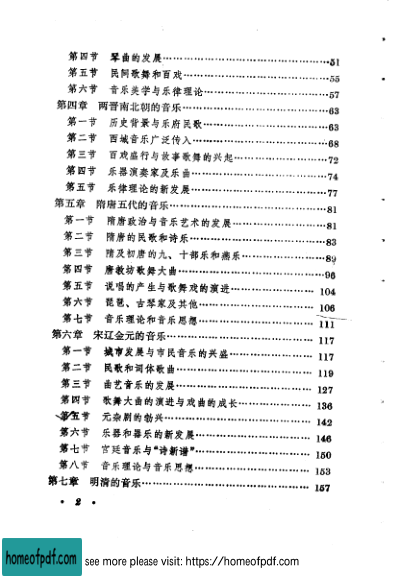 第四节 琴曲的发展……51
第五节 民间歌舞和百戏……55
第六节 音乐美学与乐律理论……57
第四章 两晋南北朝的音乐……63
第一节 历史背景与乐府民歌……63
第二节 西域音乐广泛传入……68
第三节 百戏盛行与故事歌舞的兴起……72
第四节 乐器演奏家及乐曲……74
第五节 乐律理论的新发展……77
第五章 隋唐五代的音乐……81
第一节 隋唐政治与音乐艺术的发展……81
第二节 隋唐的民歌和诗乐……83
第三节 隋及初唐的九、十部乐和燕乐……89
第四节 唐教坊歌舞大曲……96
第五节 说唱的产生与歌舞戏的演进……104
第六节 琵琶、古琴家及其他……106
第七节 音乐理论和音乐思想……111
第六章 宋辽金元的音乐……117
第一节 城市发展与市民音乐的兴盛……117
第二节 民歌和词体歌曲……119
第三节 曲艺音乐的发展……127
第四节 歌舞大曲的演进与戏曲的成长……136
第五节 元杂剧的勃兴……142
第六节 乐器和器乐的新发展……146
第七节 宫廷音乐与“诗新谱”……150
第八节 音乐理论与音乐思想……153
第七章 明清的音乐……157
• 2 •
homeofpdf.com see more please visit: https://homeofpdf.com